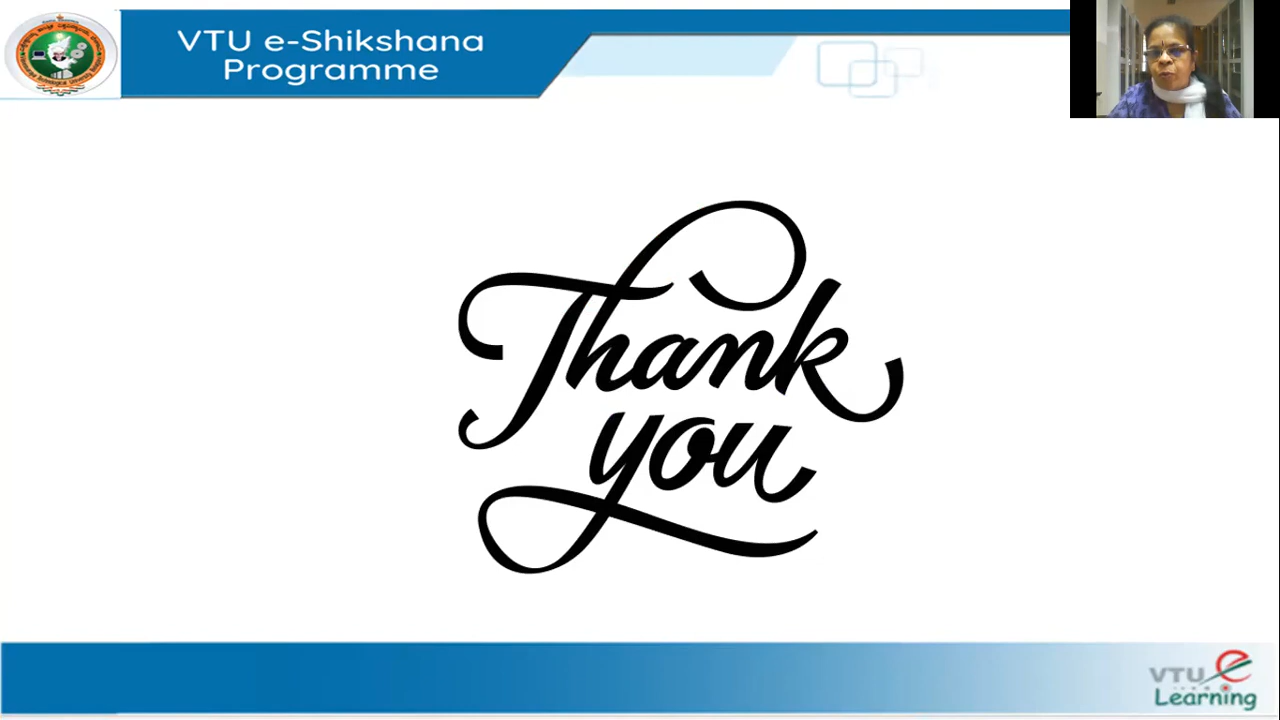 VTU e-Shikshana
Programme
Thank
you
VTU e
Learning